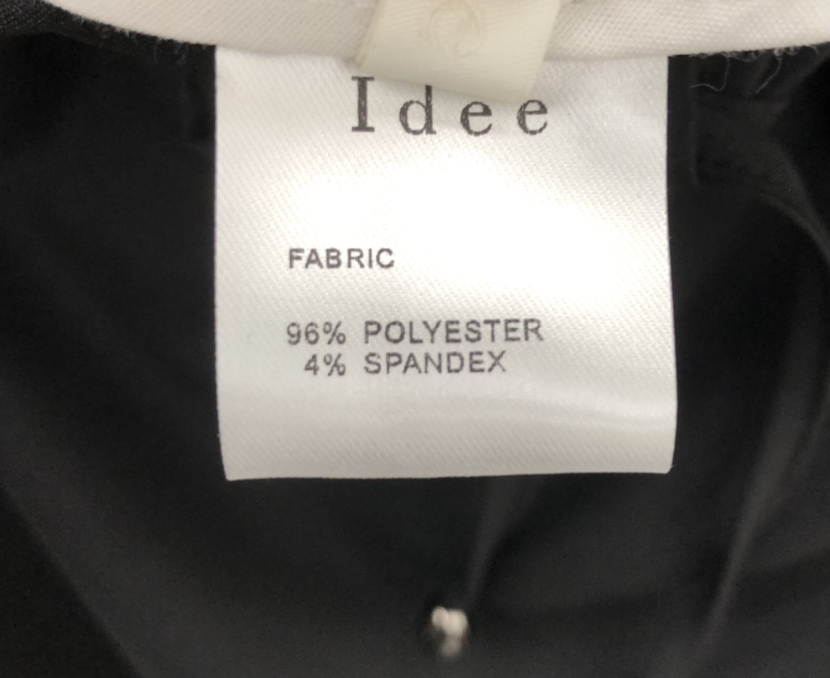 Idee
FABRIC
96% POLYESTER
4% SPANDEX